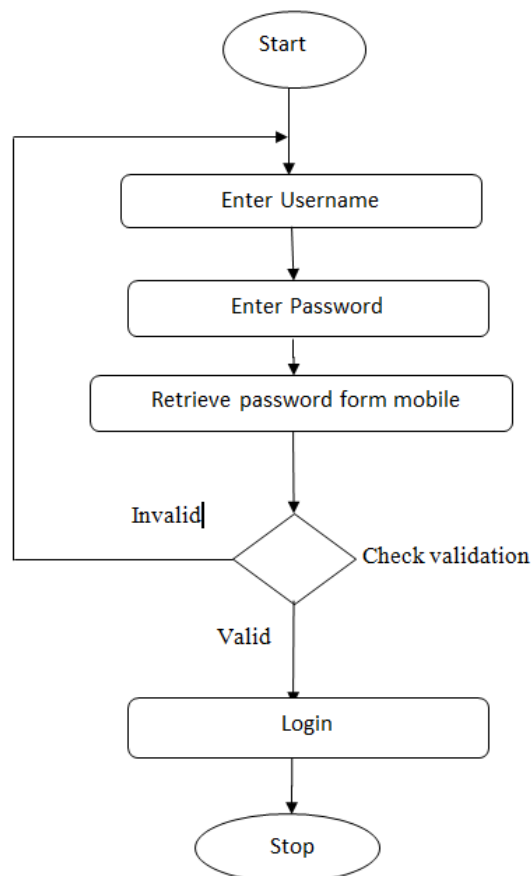 Start
Enter Username
Enter Password
Retrieve password form mobile
Invalid
Check validation
Valid
Login
Stop